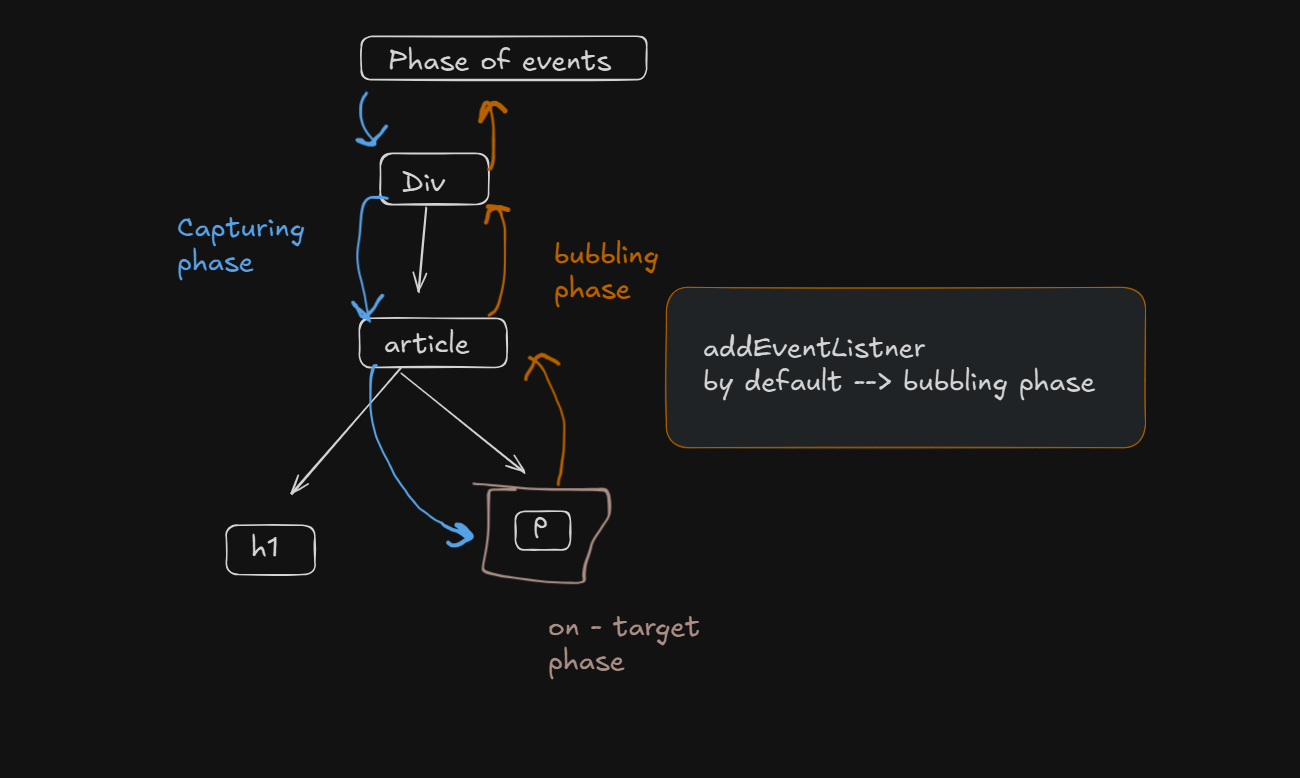 Phase of events
Div
Capturing
phase
bubbling
phase
article
addEventListner
by default --> bubbling phase
h1
p
on - target
phase